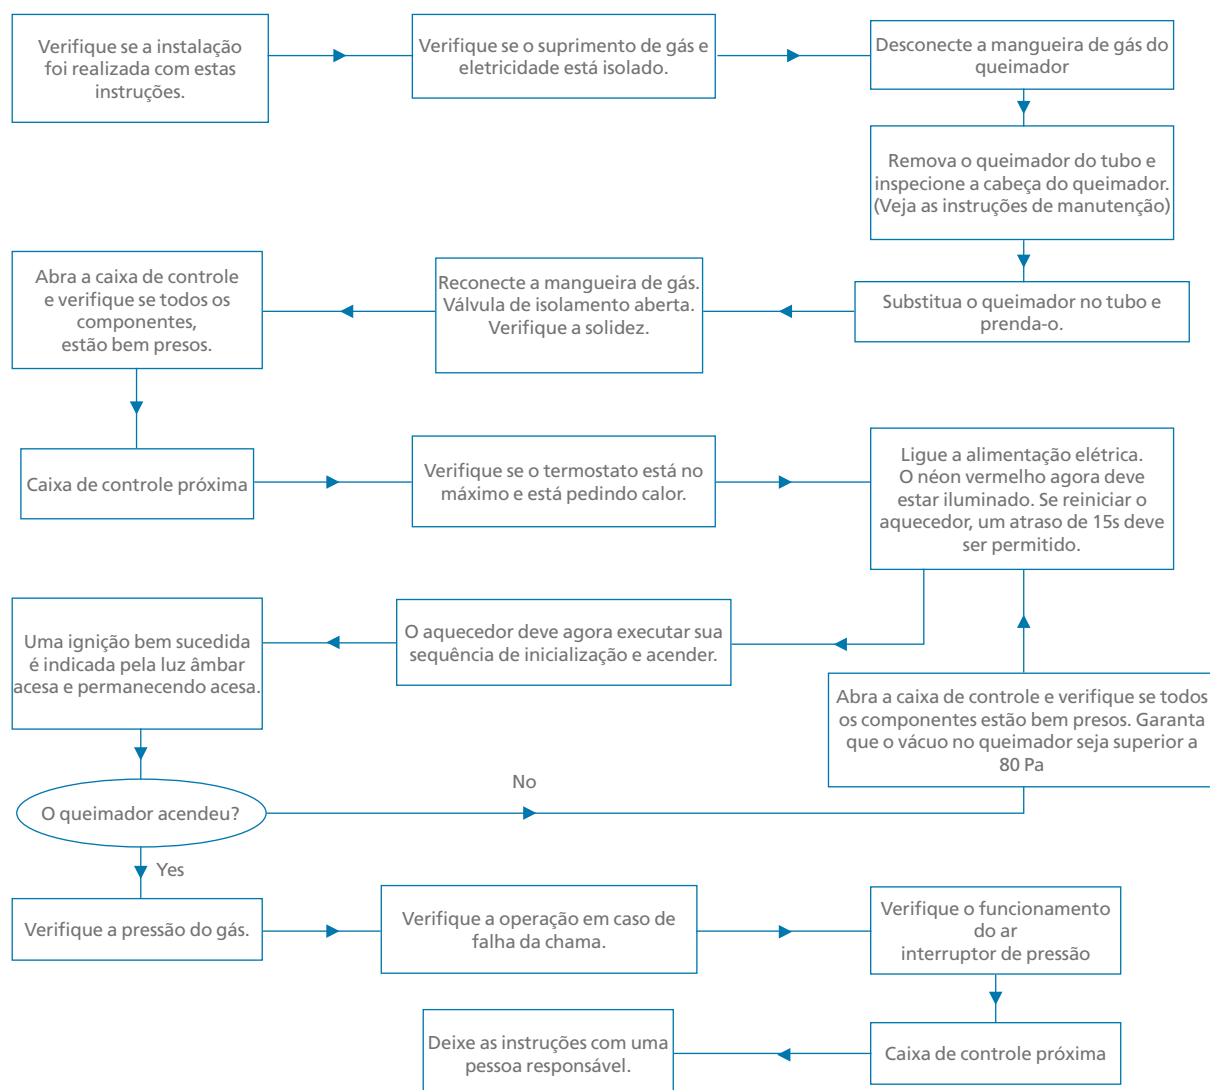 Verifique se a instalação
foi realizada com estas
instruções.
Verifique se o suprimento de gás e
eletricidade está isolado.
Desconecte a mangueira de gás do
queimador
Remova o queimador do tubo e
inspecione a cabeça do queimador.
(Veja as instruções de manutenção)
Substitua o queimador no tubo e
prenda-o.
Reconecte a mangueira de gás.
Válvula de isolamento aberta.
Verifique a solidez.
Abra a caixa de controle
e verifique se todos os
componentes,
estão bem presos.
Caixa de controle próxima
Verifique se o termostato está no
máximo e está pedindo calor.
Ligue a alimentação elétrica.
O néon vermelho agora deve
estar iluminado. Se reiniciar o
aquecedor, um atraso de 15s deve
ser permitido.
O aquecedor deve agora executar sua
sequência de inicialização e acender.
Uma ignição bem sucedida
é indicada pela luz âmbar
acesa e permanecendo acesa.
O queimador acendeu?
No
Abra a caixa de controle e verifique se todos
os componentes estão bem presos. Garanta
que o vácuo no queimador seja superior a
80 Pa
Yes
Verifique a pressão do gás.
Verifique a operação em caso de
falha da chama.
Verifique o funcionamento
do ar
interruptor de pressão
Caixa de controle próxima
Deixe as instruções com uma
pessoa responsável.